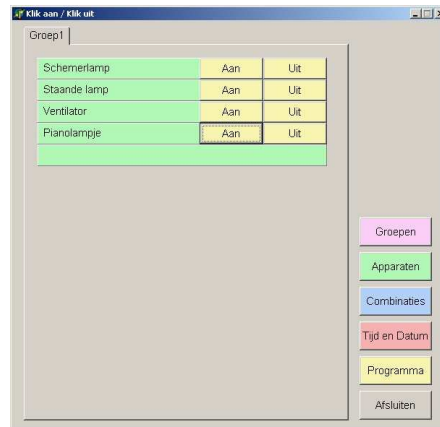 Klik aan / Klik uit
Groep1
Schemerlamp Aan Uit
Staande lamp Aan Uit
Ventilator Aan Uit
Pianolampje Aan Uit
Groepen
Apparaten
Combinaties
Tijd en Datum
Programma
Afsluiten